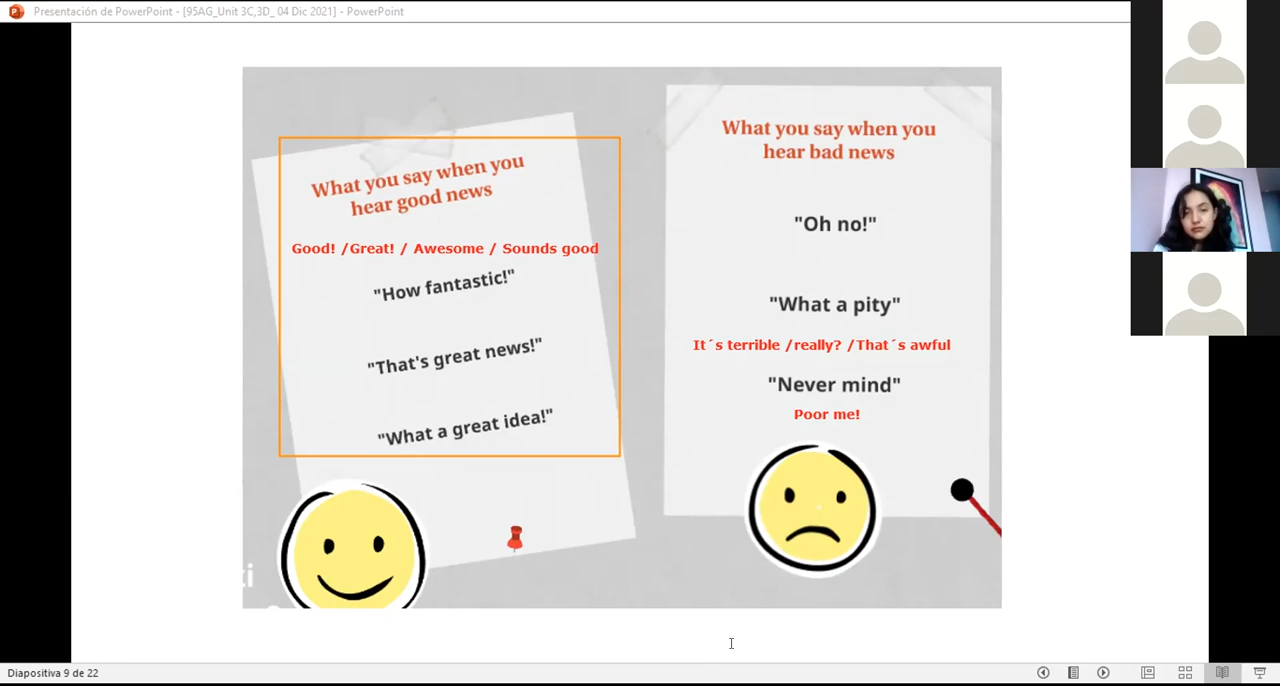 Presentación de PowerPoint - [95AG_Unit 3C,3D_ 04 Dic 2021] - PowerPoint
What you say when you
hear good news
Good! /Great! / Awesome / Sounds good
"How fantastic!"
"That's great news!"
"What a great idea!"
What you say when you
hear bad news
"Oh no!"
"What a pity"
It´s terrible /really? /That´s awful
"Never mind"
Poor me!
Diapositiva 9 de 22